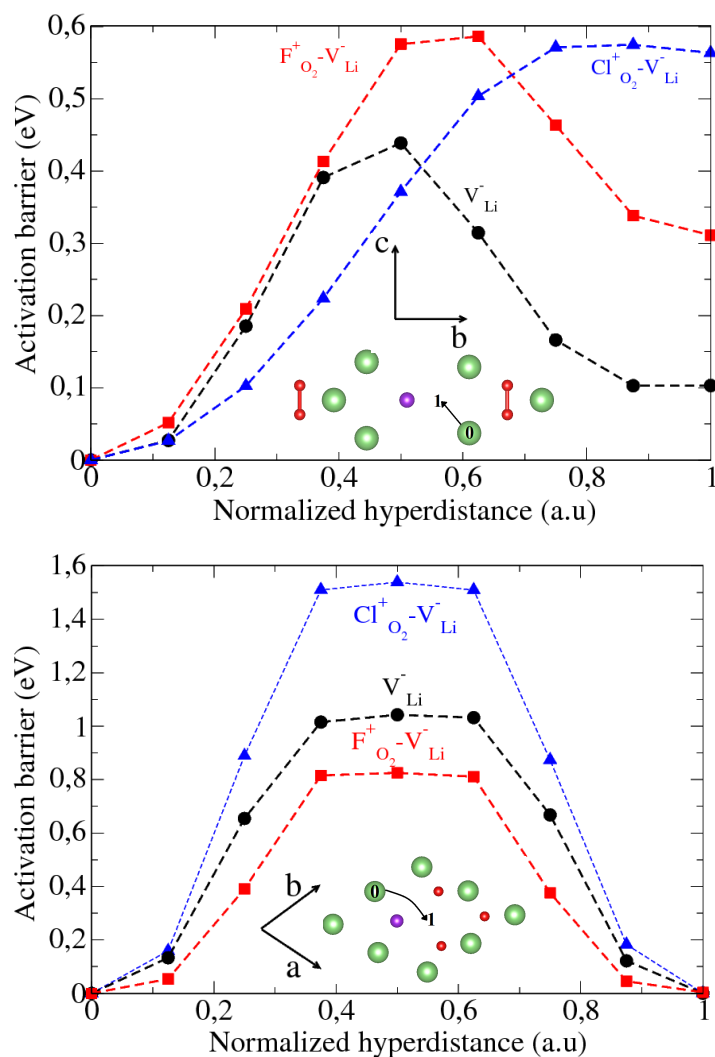 0,6
F⁺O₂-V⁻Li
Cl⁺O₂-V⁻Li
0,5
0,4
V⁻Li
0,3
c
0,2
b
0,1
1
0
0
0 0,2 0,4 0,6 0,8 1
Activation barrier (eV)
Normalized hyperdistance (a.u)
1,6
1,4
Cl⁺O₂-V⁻Li
1,2
V⁻Li
1
F⁺O₂-V⁻Li
0,8
0,6
0,4
b
0
1
0,2
a
0
0 0,2 0,4 0,6 0,8 1
Activation barrier (eV)
Normalized hyperdistance (a.u)